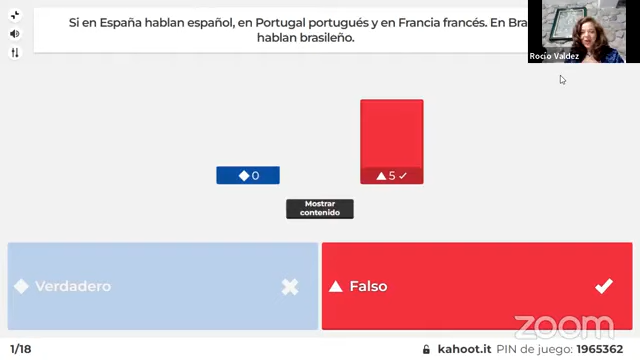 Si en España hablan español, en Portugal portugués y en Francia francés. En
hablan brasileño.
Rocío Valdez
0
5
Mostrar
contenido
Verdadero
Falso
1/18
kahoot.it PIN de juego: 1965362
zoom